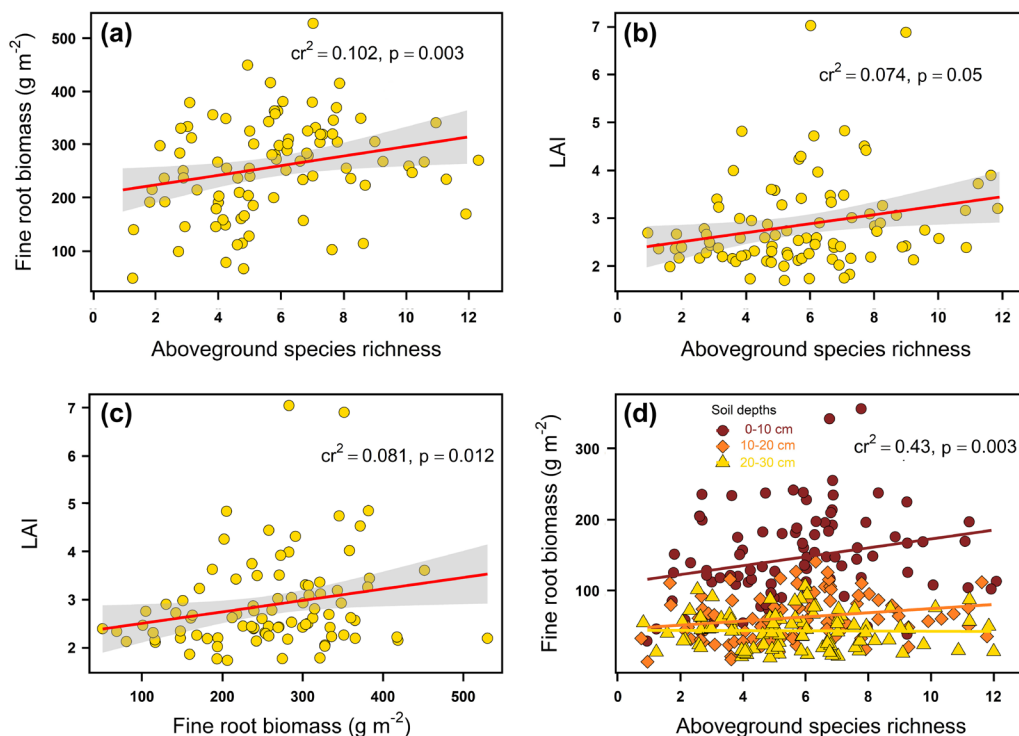 (a)
cr² = 0.102, p = 0.003
Fine root biomass (g m⁻²)
500
400
300
200
100
0 2 4 6 8 10 12
Aboveground species richness
(b)
cr² = 0.074, p = 0.05
LAI
7
6
5
4
3
2
0 2 4 6 8 10 12
Aboveground species richness
(c)
cr² = 0.081, p = 0.012
LAI
7
6
5
4
3
2
100 200 300 400 500
Fine root biomass (g m⁻²)
(d)
Soil depths
0-10 cm
10-20 cm
20-30 cm
cr² = 0.43, p = 0.003
Fine root biomass (g m⁻²)
300
200
100
0
0 2 4 6 8 10 12
Aboveground species richness